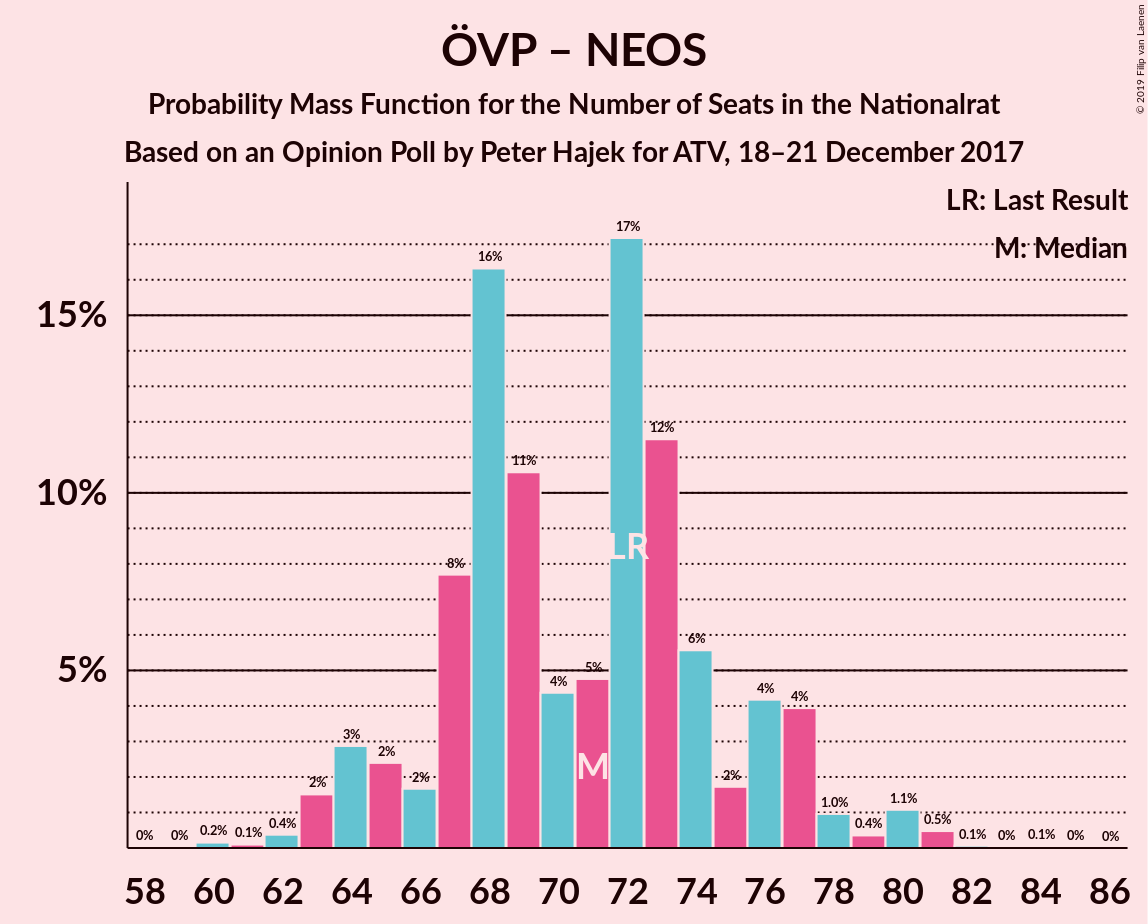 ÖVP – NEOS
Probability Mass Function for the Number of Seats in the Nationalrat
Based on an Opinion Poll by Peter Hajek for ATV, 18–21 December 2017
© 2019 Filip van Laenen
LR: Last Result
M: Median
15%
10%
5%
0% 0% 0.2% 0.1% 0.4% 2% 3% 2% 2% 8% 16% 11% 4% 5% 17% 12% 6% 2% 4% 4% 1.0% 0.4% 1.1% 0.5% 0.1% 0% 0.1% 0% 0%
LR
M
58 60 62 64 66 68 70 72 74 76 78 80 82 84 86